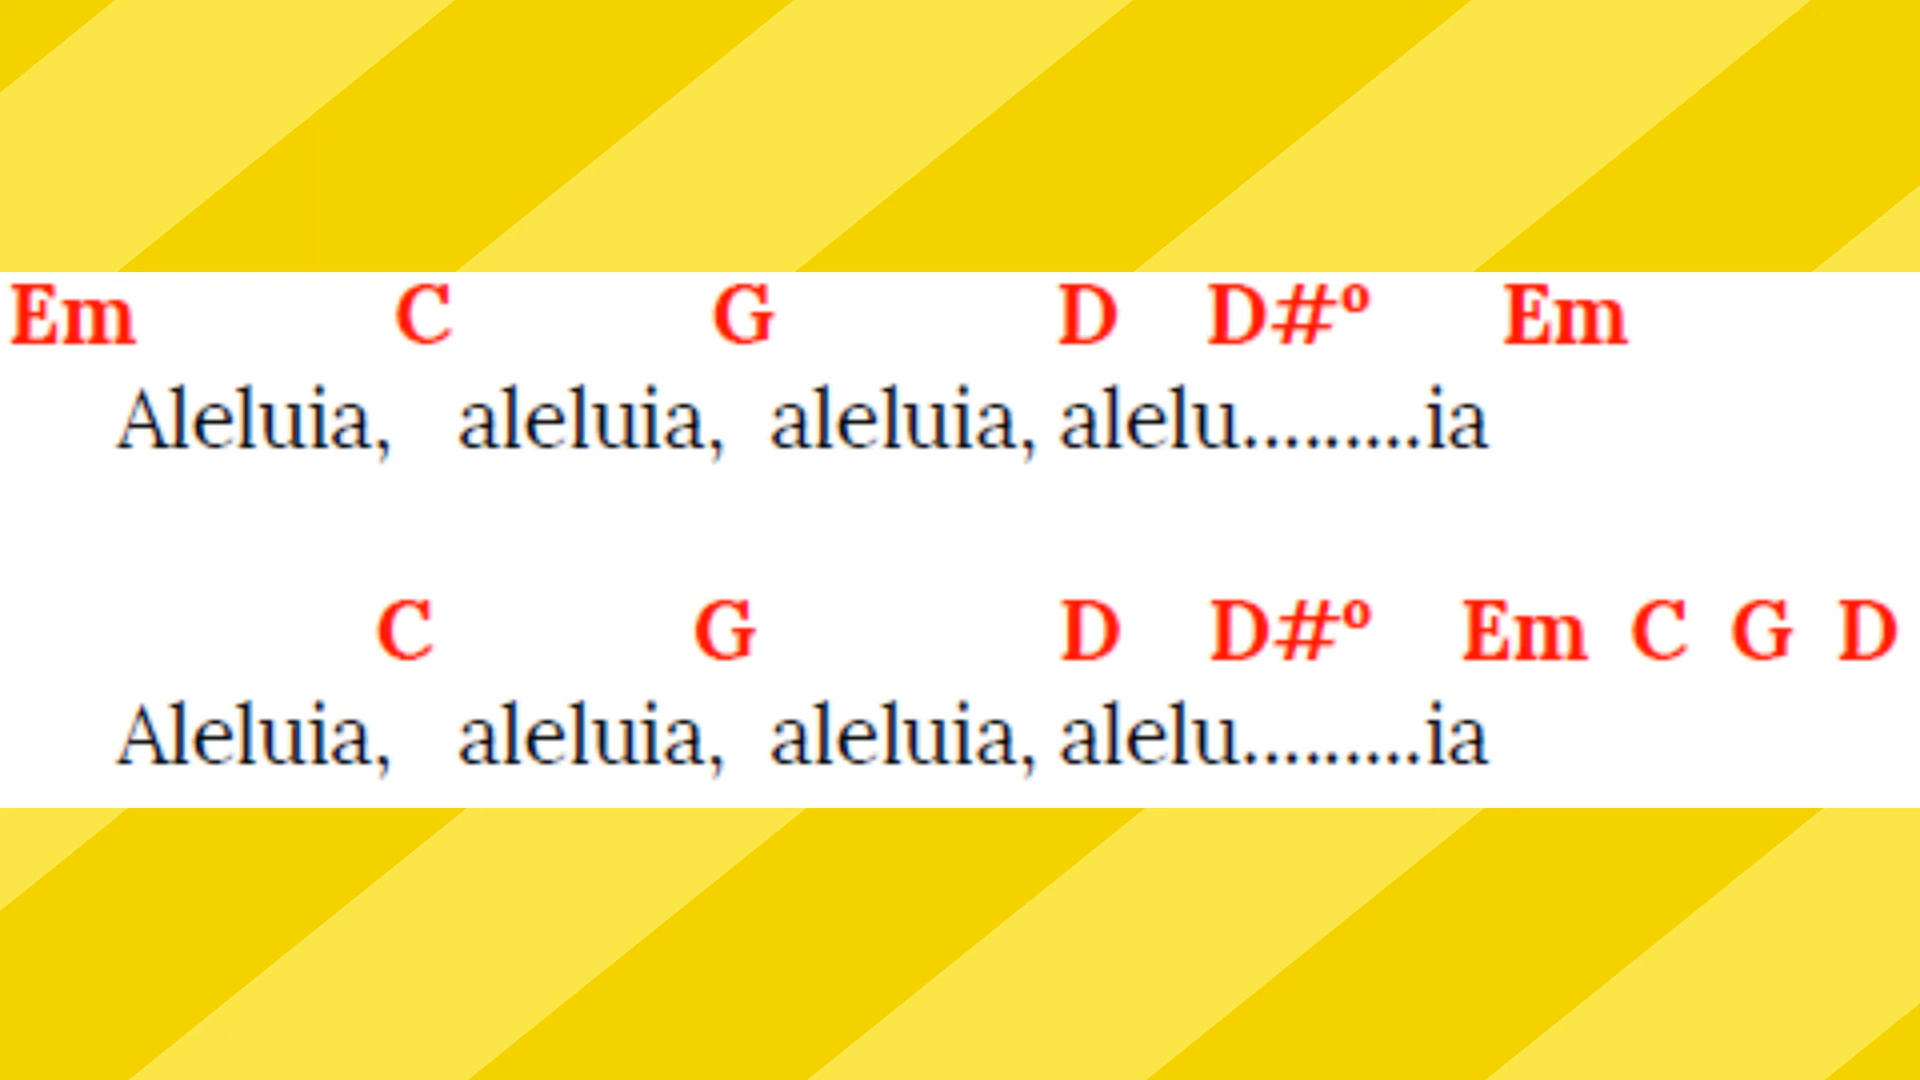 Em C G D D#º Em
Aleluia, aleluia, aleluia, alelu.........ia
C G D D#º Em C G D
Aleluia, aleluia, aleluia, alelu.........ia